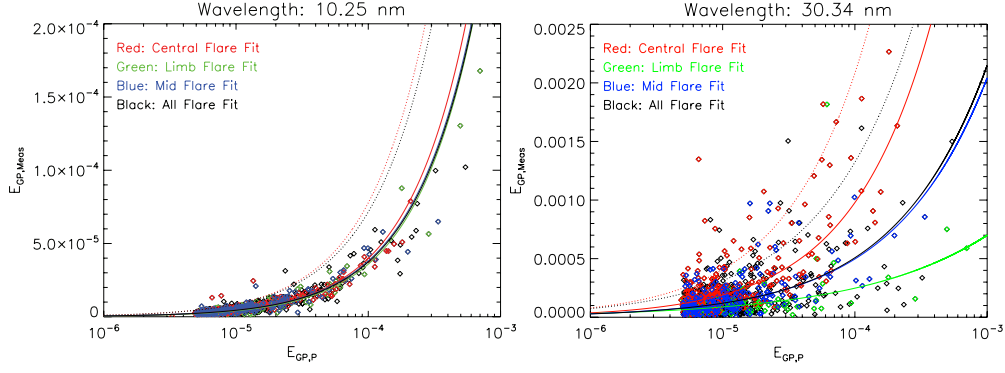 Wavelength: 10.25 nm
2.0×10⁻⁴
1.5×10⁻⁴
1.0×10⁻⁴
5.0×10⁻⁵
0
E_GP,Meas
Red: Central Flare Fit
Green: Limb Flare Fit
Blue: Mid Flare Fit
Black: All Flare Fit
10⁻⁶
10⁻⁵
10⁻⁴
10⁻³
E_GP,P
Wavelength: 30.34 nm
0.0025
0.0020
0.0015
0.0010
0.0005
0.0000
E_GP,Meas
Red: Central Flare Fit
Green: Limb Flare Fit
Blue: Mid Flare Fit
Black: All Flare Fit
10⁻⁶
10⁻⁵
10⁻⁴
10⁻³
E_GP,P